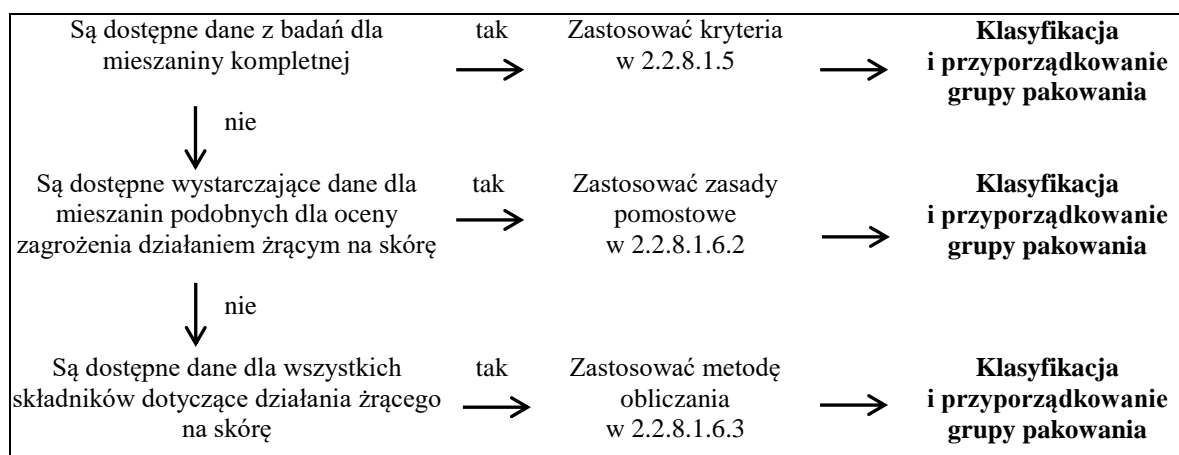 Są dostępne dane z badań dla
mieszaniny kompletnej
tak
Zastosować kryteria
w 2.2.8.1.5
Klasyfikacja
i przyporządkowanie
grupy pakowania
nie
Są dostępne wystarczające dane dla
mieszanin podobnych dla oceny
zagrożenia działaniem żrącym na skórę
tak
Zastosować zasady
pomostowe
w 2.2.8.1.6.2
Klasyfikacja
i przyporządkowanie
grupy pakowania
nie
Są dostępne dane dla wszystkich
składników dotyczące działania żrącego
na skórę
tak
Zastosować metodę
obliczania
w 2.2.8.1.6.3
Klasyfikacja
i przyporządkowanie
grupy pakowania